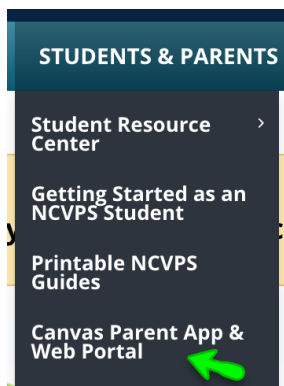 STUDENTS & PARENTS
Student Resource
Center
Getting Started as an
NCVPS Student
Printable NCVPS
Guides
Canvas Parent App &
Web Portal